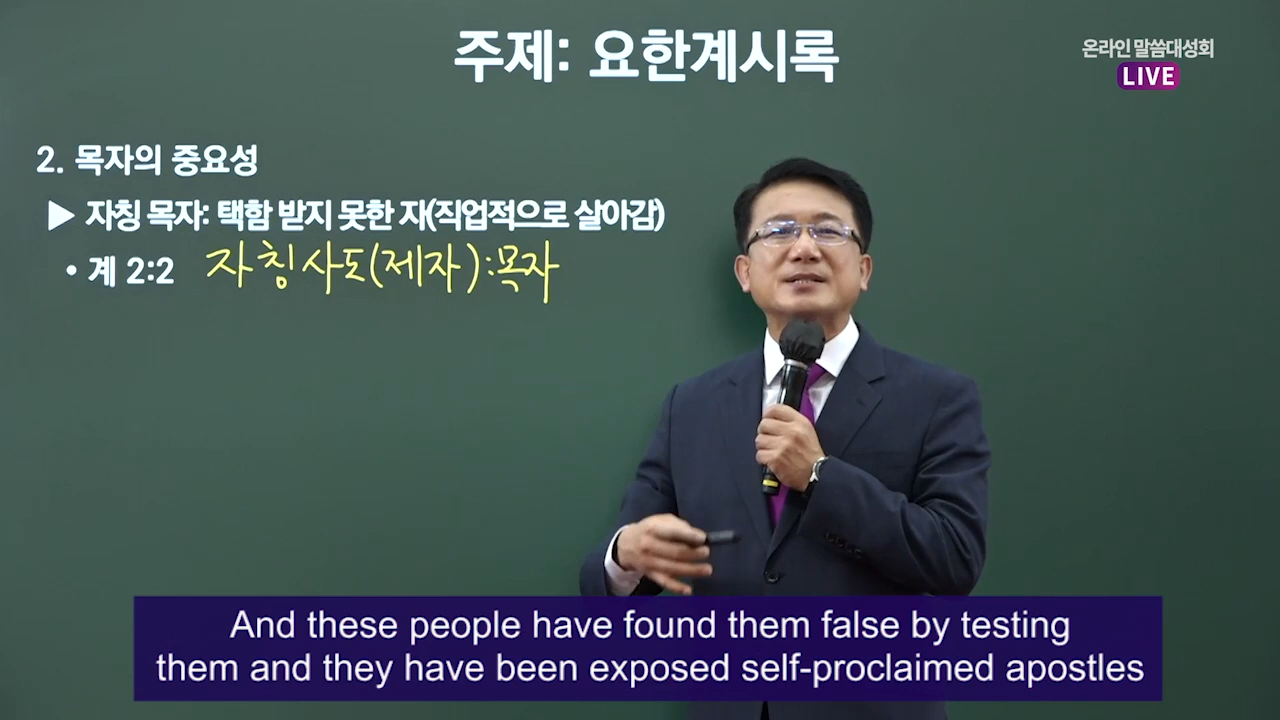 주제: 요한계시록
온라인 말씀대성회
LIVE
2. 목자의 중요성
▶ 자칭 목자: 택함 받지 못한 자(직업적으로 살아감)
• 계 2:2 자칭사도(제자):목자
And these people have found them false by testing
them and they have been exposed self-proclaimed apostles